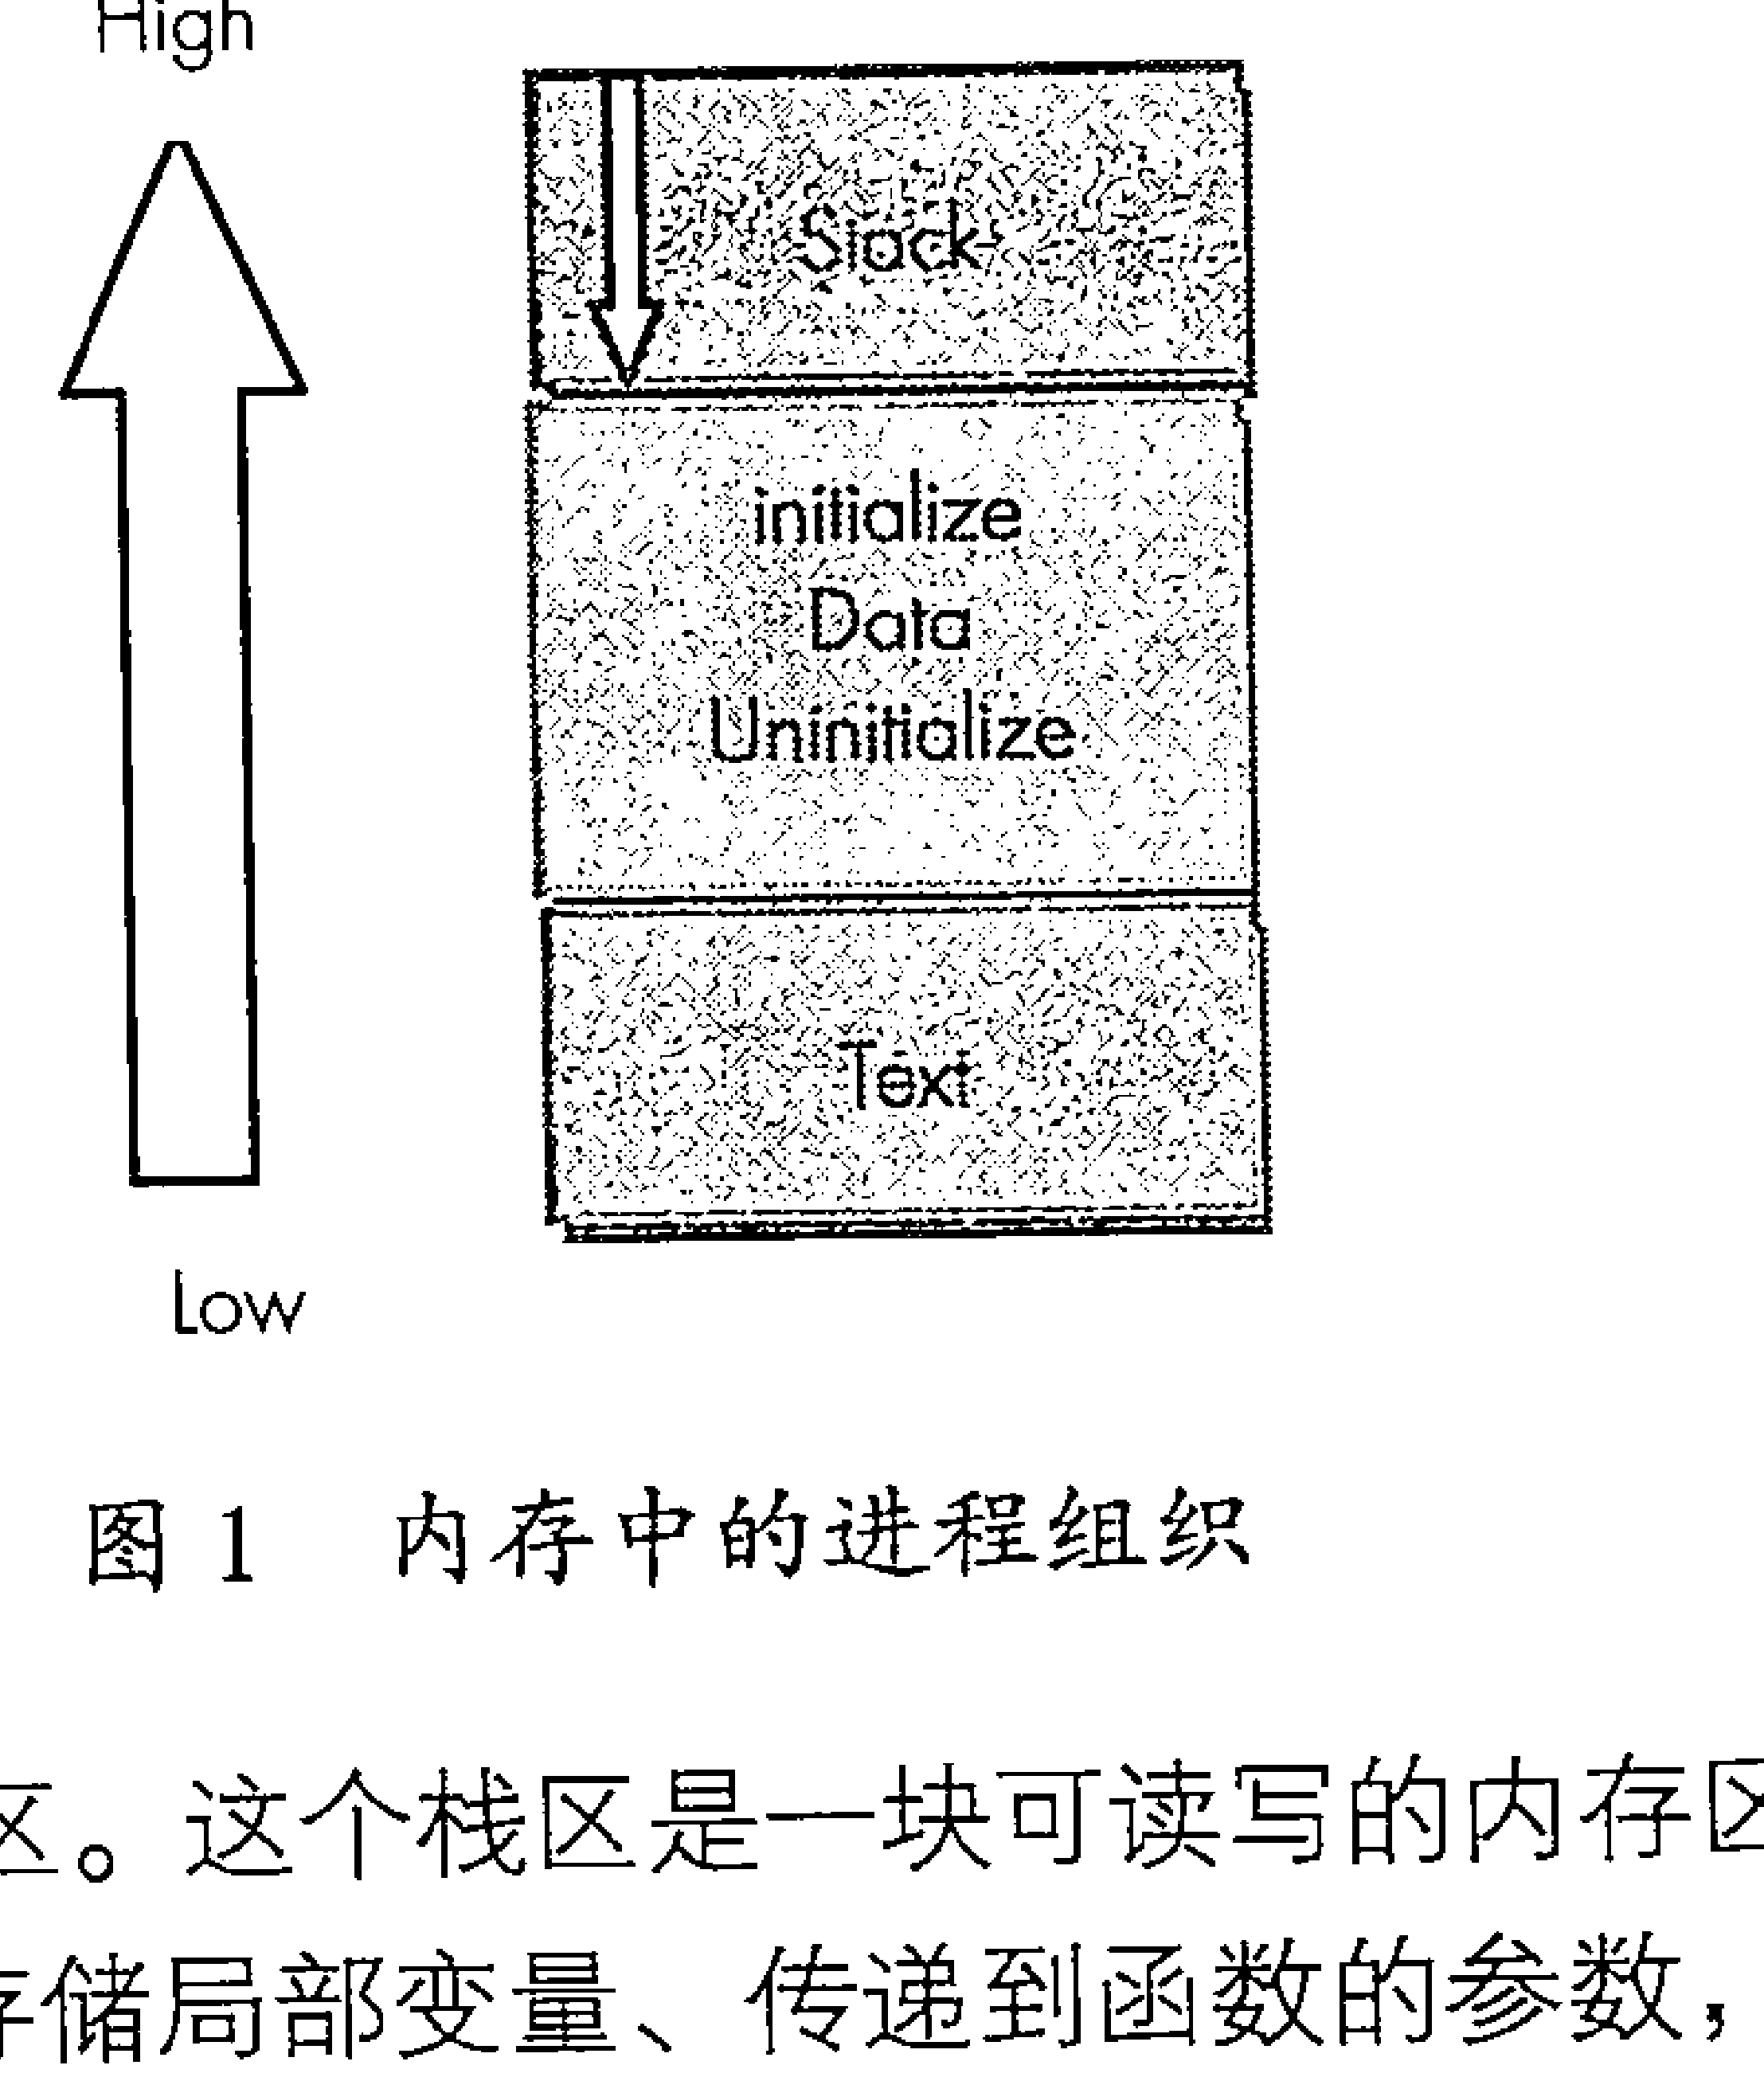 High
Stack
initialize
Data
Uninitialize
Text
Low
图 1 内存中的进程组织
区。这个栈区是一块可读写的内存区
存储局部变量、传递到函数的参数，